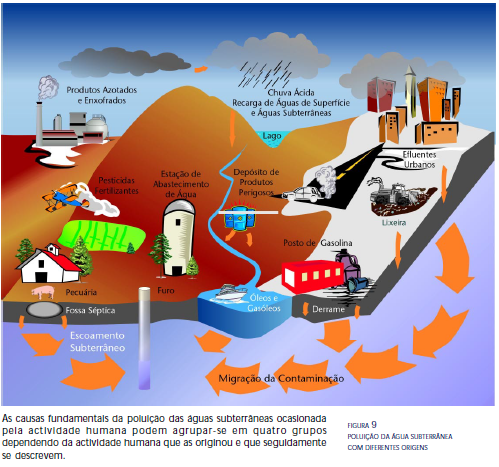 Produtos Azotados
e Enxofrados
Chuva Ácida
Recarga de Águas de Superfície
e Águas Subterrâneas
Lago
Efluentes
Urbanos
Pesticidas
Fertilizantes
Estação de
Abastecimento
de Água
Depósito de
Produtos
Perigosos
Lixeira
Posto de Gasolina
Pecuária
Furo
Óleos e
Gasóleos
Fossa Séptica
Derrame
Escoamento
Subterrâneo
Migração da Contaminação
As causas fundamentais da poluição das águas subterrâneas ocasionada
pela actividade humana podem agrupar-se em quatro grupos
dependendo da actividade humana que as originou e que seguidamente
se descrevem.
FIGURA 9
POLUIÇÃO DA ÁGUA SUBTERRÂNEA
COM DIFERENTES ORIGENS